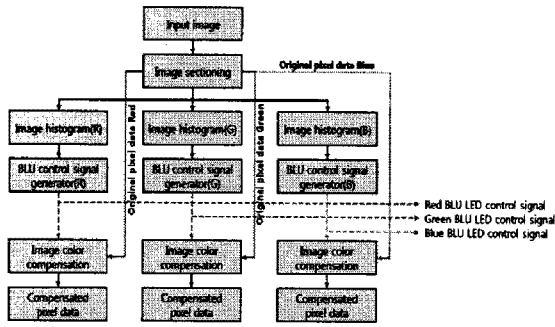 Input image
Image sectioning
Original pixel data Blue
Original pixel data Red
Original pixel data Green
Image histogram(R)
Image histogram(G)
Image histogram(B)
BLU control signal
generator(R)
BLU control signal
generator(G)
BLU control signal
generator(B)
Red BLU LED control signal
Green BLU LED control signal
Blue BLU LED control signal
Image color
compensation
Image color
compensation
Image color
compensation
Compensated
pixel data
Compensated
pixel data
Compensated
pixel data